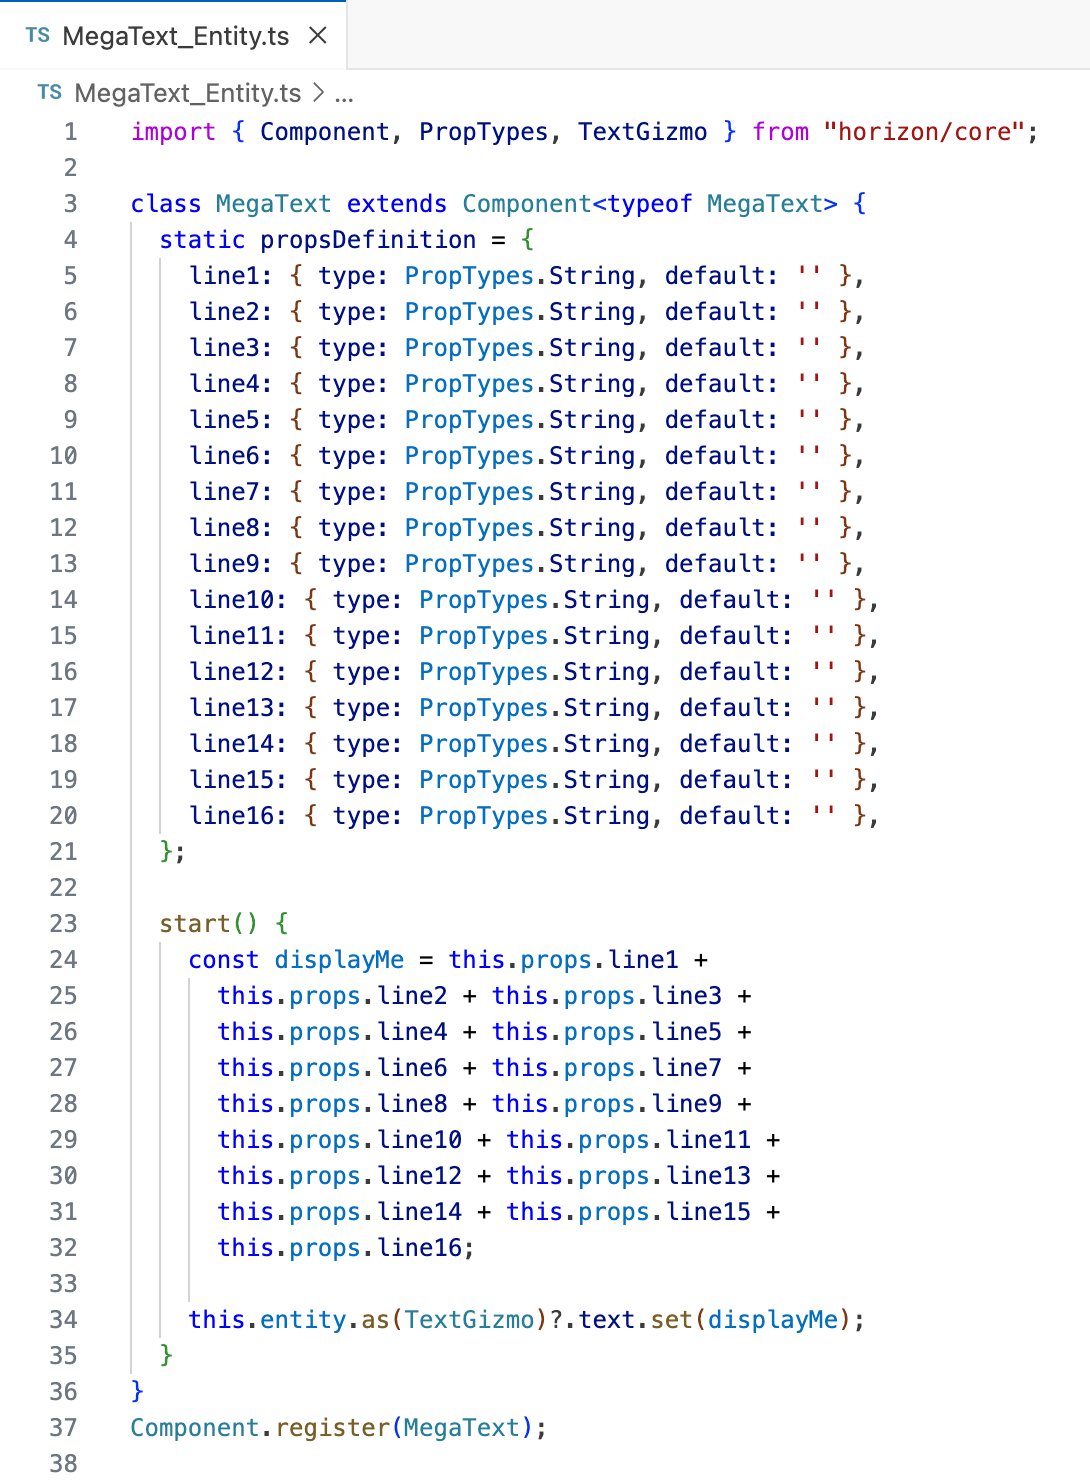 TS MegaText_Entity.ts ×
TS MegaText_Entity.ts > ...
1 import { Component, PropTypes, TextGizmo } from "horizon/core";
2
3 class MegaText extends Component<typeof MegaText> {
4 static propsDefinition = {
5 line1: { type: PropTypes.String, default: '' },
6 line2: { type: PropTypes.String, default: '' },
7 line3: { type: PropTypes.String, default: '' },
8 line4: { type: PropTypes.String, default: '' },
9 line5: { type: PropTypes.String, default: '' },
10 line6: { type: PropTypes.String, default: '' },
11 line7: { type: PropTypes.String, default: '' },
12 line8: { type: PropTypes.String, default: '' },
13 line9: { type: PropTypes.String, default: '' },
14 line10: { type: PropTypes.String, default: '' },
15 line11: { type: PropTypes.String, default: '' },
16 line12: { type: PropTypes.String, default: '' },
17 line13: { type: PropTypes.String, default: '' },
18 line14: { type: PropTypes.String, default: '' },
19 line15: { type: PropTypes.String, default: '' },
20 line16: { type: PropTypes.String, default: '' },
21 };
22
23 start() {
24 const displayMe = this.props.line1 +
25 this.props.line2 + this.props.line3 +
26 this.props.line4 + this.props.line5 +
27 this.props.line6 + this.props.line7 +
28 this.props.line8 + this.props.line9 +
29 this.props.line10 + this.props.line11 +
30 this.props.line12 + this.props.line13 +
31 this.props.line14 + this.props.line15 +
32 this.props.line16;
33
34 this.entity.as(TextGizmo)?.text.set(displayMe);
35 }
36 }
37 Component.register(MegaText);
38